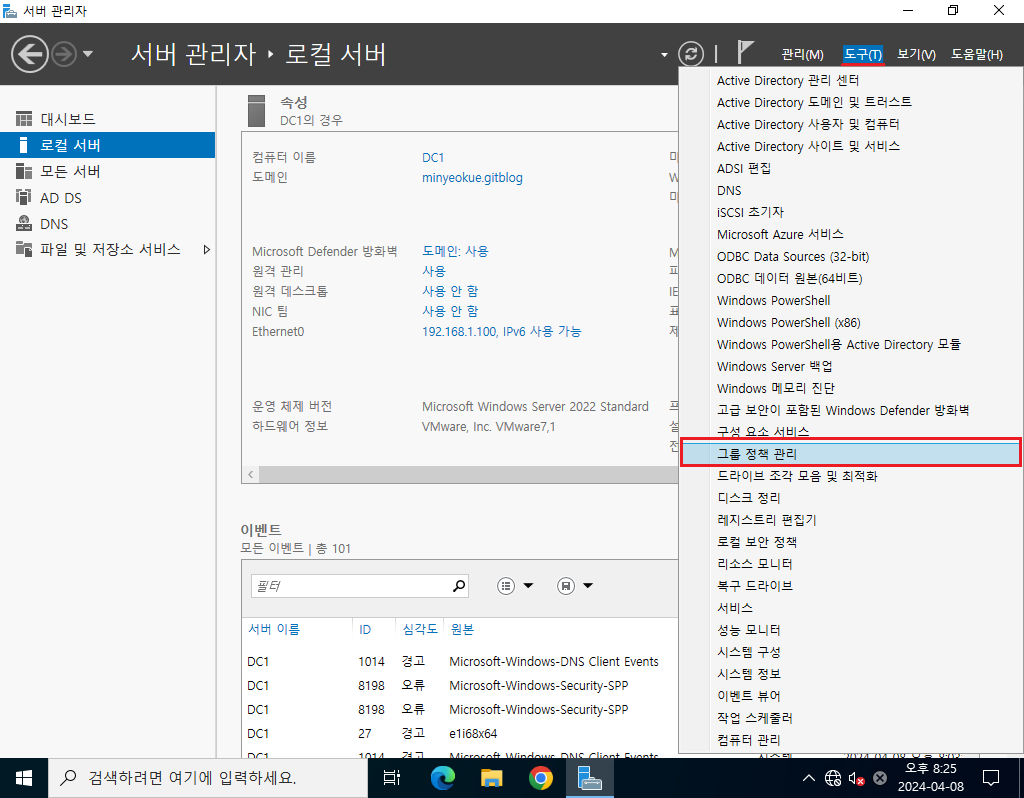 서버 관리자
서버 관리자 ‣ 로컬 서버
관리(M) 도구(T) 보기(V) 도움말(H)
대시보드
로컬 서버
모든 서버
AD DS
DNS
파일 및 저장소 서비스
속성
DC1의 경우
컴퓨터 이름 DC1
도메인 minyeokue.gitblog
Microsoft Defender 방화벽 도메인: 사용
원격 관리 사용
원격 데스크톱 사용 안 함
NIC 팀 사용 안 함
Ethernet0 192.168.1.100, IPv6 사용 가능
운영 체제 버전 Microsoft Windows Server 2022 Standard
하드웨어 정보 VMware, Inc. VMware7,1
이벤트
모든 이벤트 | 총 101
필터
서버 이름 ID 심각도 원본
DC1 1014 경고 Microsoft-Windows-DNS Client Events
DC1 8198 오류 Microsoft-Windows-Security-SPP
DC1 8198 오류 Microsoft-Windows-Security-SPP
DC1 27 경고 e1i68x64
DC1 1014 경고 Microsoft-Windows-DNS Client Events
Active Directory 관리 센터
Active Directory 도메인 및 트러스트
Active Directory 사용자 및 컴퓨터
Active Directory 사이트 및 서비스
ADSI 편집
DNS
iSCSI 초기자
Microsoft Azure 서비스
ODBC Data Sources (32-bit)
ODBC 데이터 원본(64비트)
Windows PowerShell
Windows PowerShell (x86)
Windows PowerShell용 Active Directory 모듈
Windows Server 백업
Windows 메모리 진단
고급 보안이 포함된 Windows Defender 방화벽
구성 요소 서비스
그룹 정책 관리
드라이브 조각 모음 및 최적화
디스크 정리
레지스트리 편집기
로컬 보안 정책
리소스 모니터
복구 드라이브
서비스
성능 모니터
시스템 구성
시스템 정보
이벤트 뷰어
작업 스케줄러
컴퓨터 관리
검색하려면 여기에 입력하세요.
오후 8:25
2024-04-08